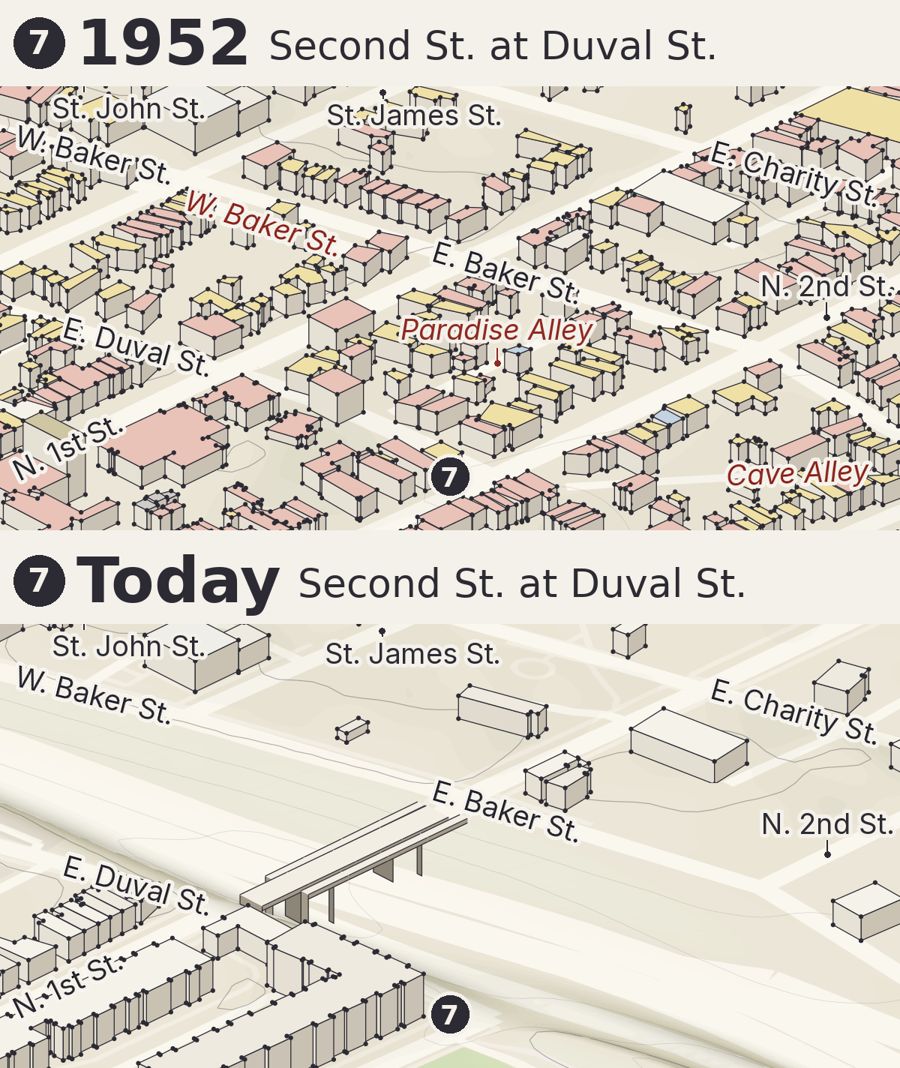 7 1952 Second St. at Duval St.
St. John St.
St. James St.
W. Baker St.
E. Charity St.
W. Baker St.
E. Baker St.
N. 2nd St.
Paradise Alley
E. Duval St.
N. 1st St.
Cave Alley
7
7 Today Second St. at Duval St.
St. John St.
St. James St.
W. Baker St.
E. Charity St.
E. Baker St.
N. 2nd St.
E. Duval St.
N. 1st St.
7